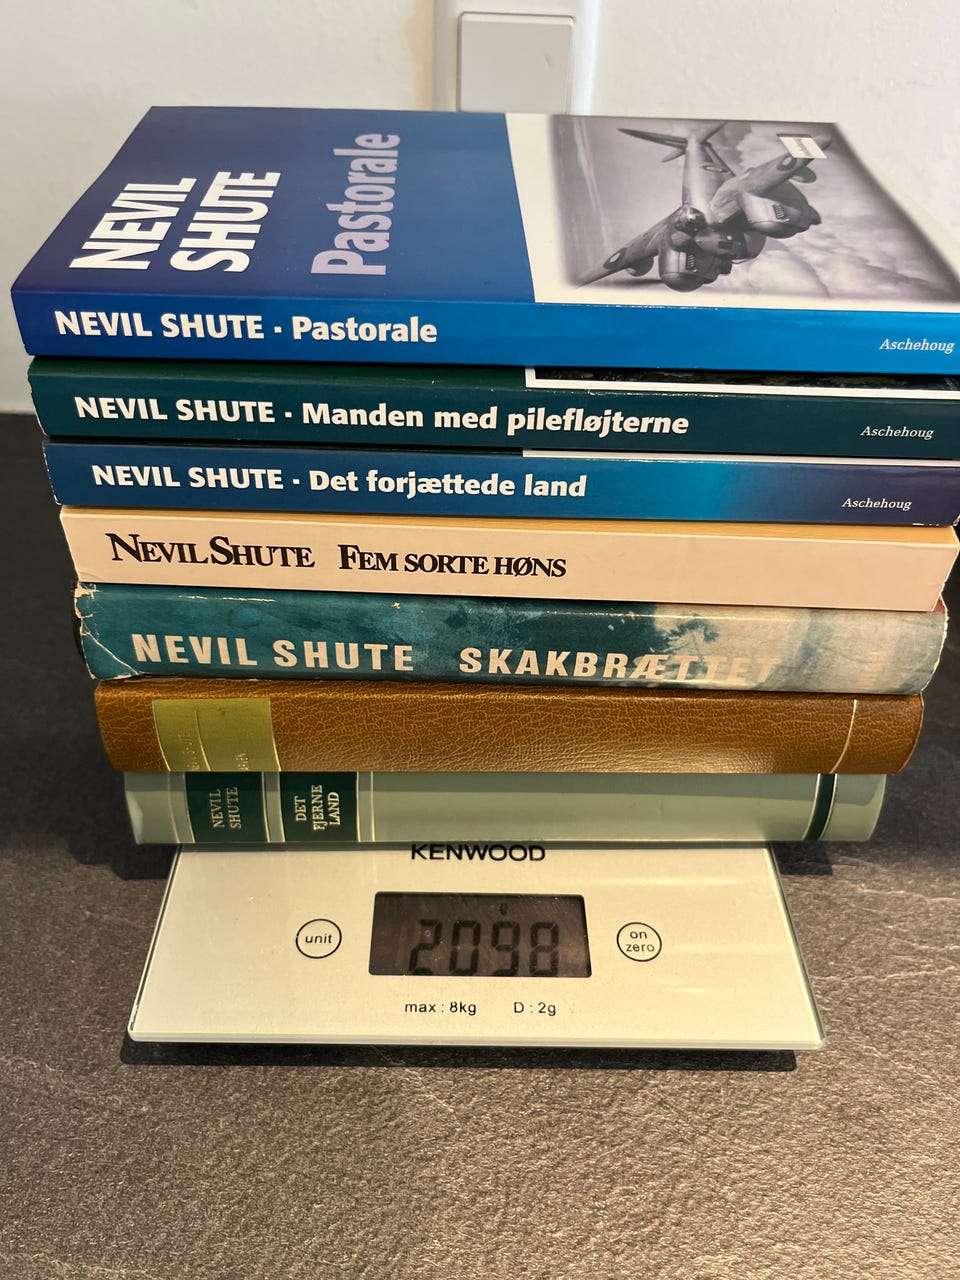 NEVIL
SHUTE
Pastorale
NEVIL SHUTE · Pastorale
Aschehoug
NEVIL SHUTE · Manden med pilefløjterne
Aschehoug
NEVIL SHUTE · Det forjættede land
Aschehoug
NEVIL SHUTE FEM SORTE HØNS
NEVIL SHUTE SKAKBRÆTTET
NEVIL
SHUTE
DET
FJERNE
LAND
KENWOOD
unit
2098
on
zero
max : 8kg D : 2g